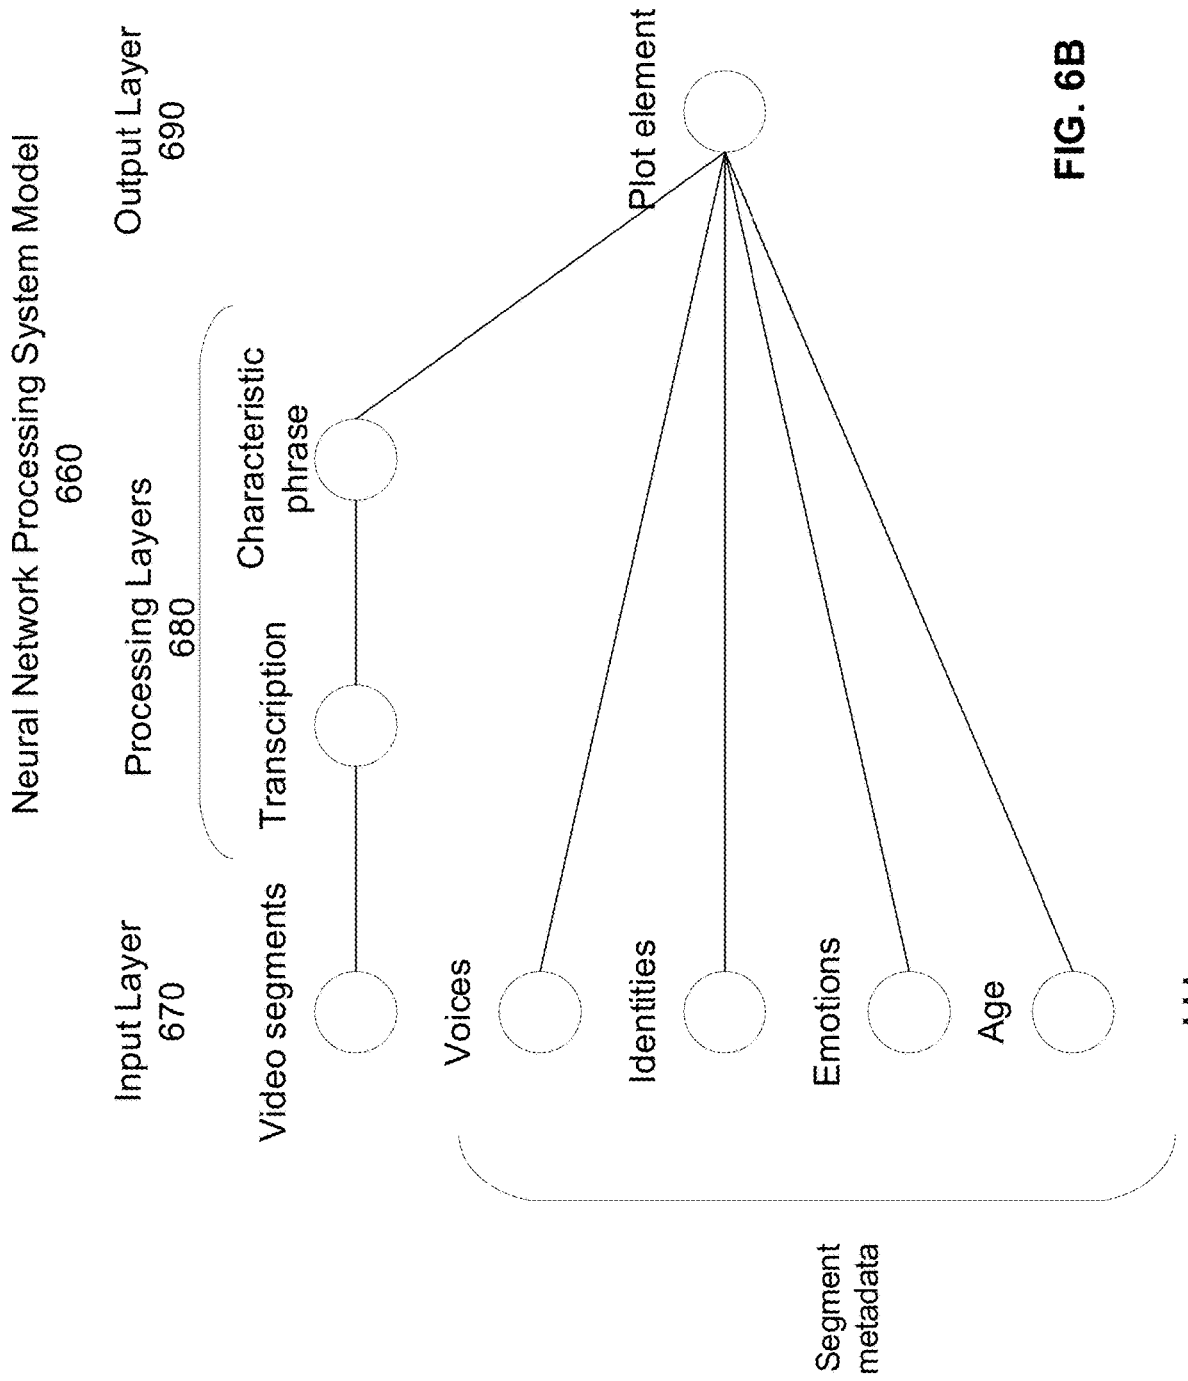 Neural Network Processing System Model
660
Input Layer
670
Processing Layers
680
Output Layer
690
Video segments
Transcription
Characteristic
phrase
Voices
Identities
Plot element
Segment
metadata
Emotions
Age
...
FIG. 6B